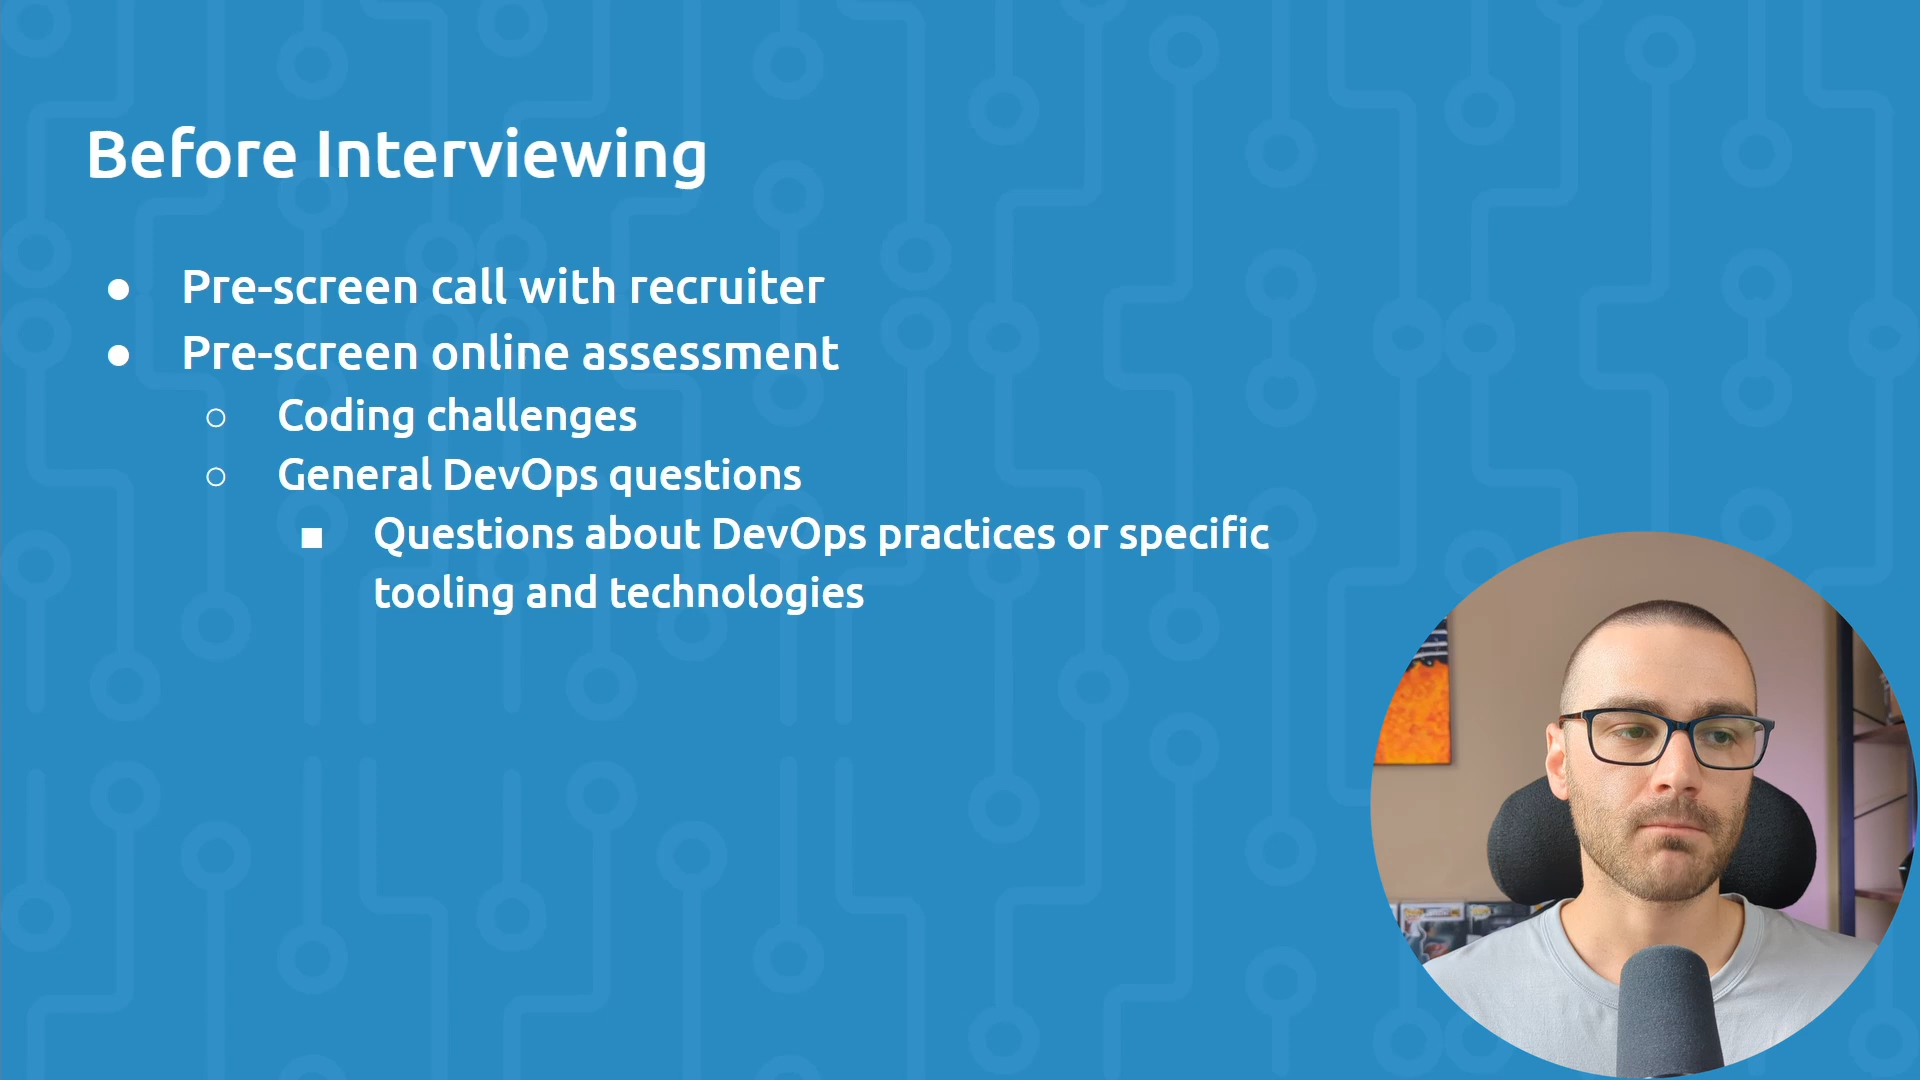 Before Interviewing
● Pre-screen call with recruiter
● Pre-screen online assessment
○ Coding challenges
○ General DevOps questions
■ Questions about DevOps practices or specific
tooling and technologies